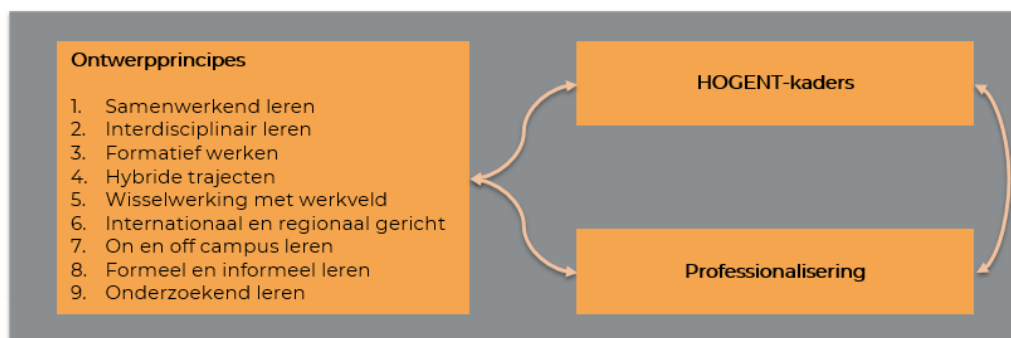 Ontwerpprincipes
1. Samenwerkend leren
2. Interdisciplinair leren
3. Formatief werken
4. Hybride trajecten
5. Wisselwerking met werkveld
6. Internationaal en regionaal gericht
7. On en off campus leren
8. Formeel en informeel leren
9. Onderzoekend leren
HOGENT-kaders
Professionalisering